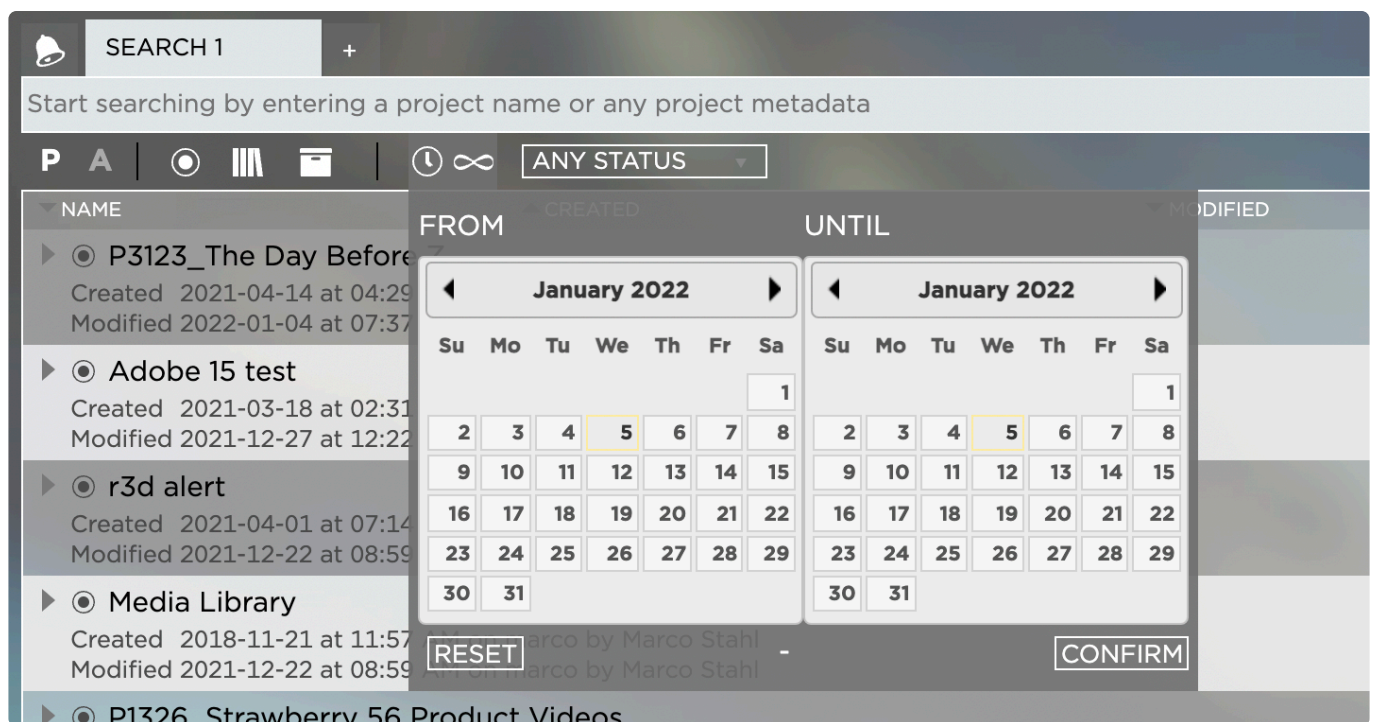 SEARCH 1
+
Start searching by entering a project name or any project metadata
P A ANY STATUS
NAME CREATED MODIFIED
FROM UNTIL
P3123_The Day Before Z
Created 2021-04-14 at 04:29
Modified 2022-01-04 at 07:37
Adobe 15 test
Created 2021-03-18 at 02:31
Modified 2021-12-27 at 12:22
r3d alert
Created 2021-04-01 at 07:14
Modified 2021-12-22 at 08:59
Media Library
Created 2018-11-21 at 11:57 AM on marco by Marco Stahl
Modified 2021-12-22 at 08:59 AM on marco by Marco Stahl
P1326_Strawberry 56 Product Videos
January 2022
Su Mo Tu We Th Fr Sa
1
2 3 4 5 6 7 8
9 10 11 12 13 14 15
16 17 18 19 20 21 22
23 24 25 26 27 28 29
30 31
January 2022
Su Mo Tu We Th Fr Sa
1
2 3 4 5 6 7 8
9 10 11 12 13 14 15
16 17 18 19 20 21 22
23 24 25 26 27 28 29
30 31
RESET - CONFIRM